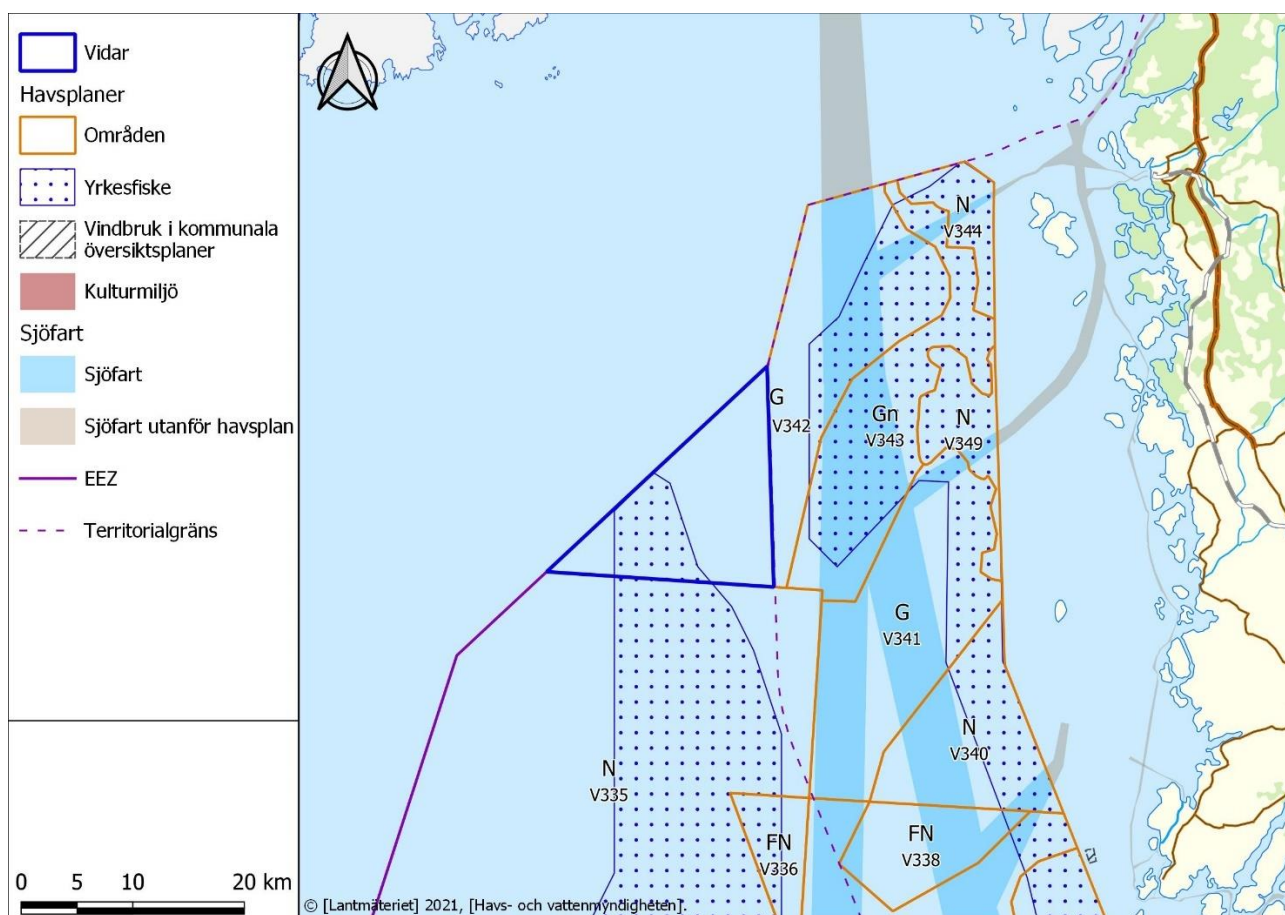 Vidar
Havsplaner
Områden
Yrkesfiske
Vindbruk i kommunala
översiktsplaner
Kulturmiljö
Sjöfart
Sjöfart
Sjöfart utanför havsplan
EEZ
Territorialgräns
0 5 10 20 km
N
V344
G
V342
Gn
V343
N
V349
G
V341
N
V340
N
V335
FN
V336
FN
V338
© [Lantmäteriet] 2021, [Havs- och vattenmyndigheten].